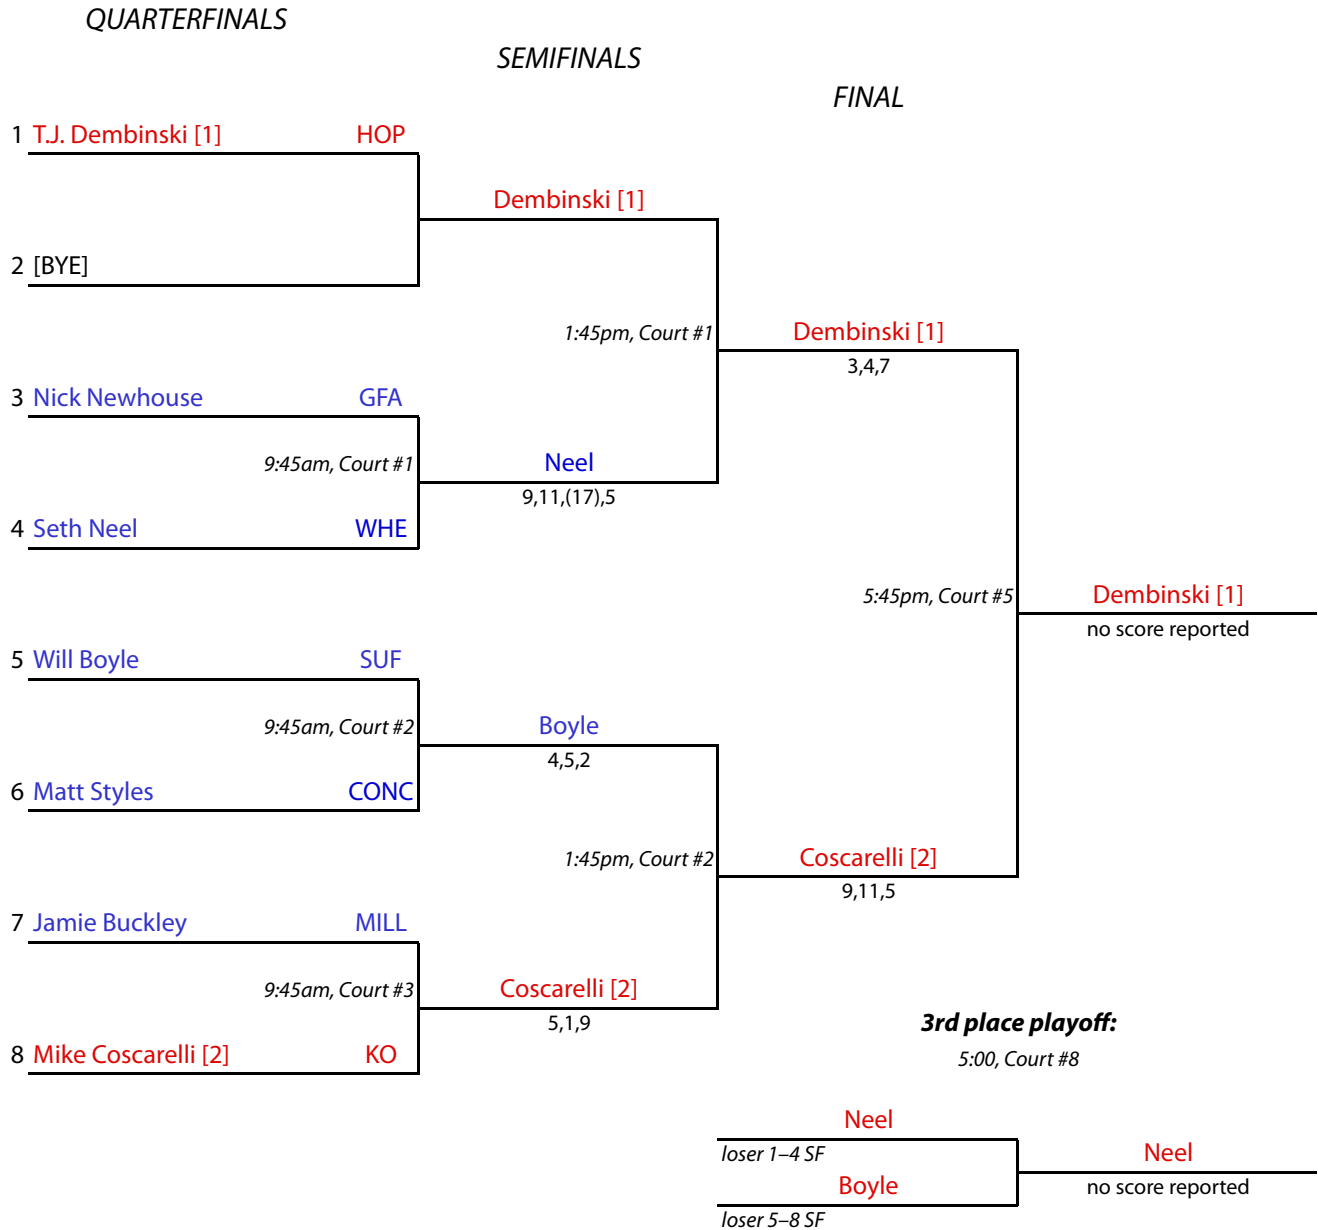 QUARTERFINALS
SEMIFINALS
FINAL
1 T.J. Dembinski [1] HOP
Dembinski [1]
2 [BYE]
1:45pm, Court #1
Dembinski [1]
3,4,7
3 Nick Newhouse GFA
9:45am, Court #1
Neel
9,11,(17),5
4 Seth Neel WHE
5:45pm, Court #5
Dembinski [1]
no score reported
5 Will Boyle SUF
9:45am, Court #2
Boyle
4,5,2
6 Matt Styles CONC
1:45pm, Court #2
Coscarelli [2]
9,11,5
7 Jamie Buckley MILL
9:45am, Court #3
Coscarelli [2]
5,1,9
8 Mike Coscarelli [2] KO
3rd place playoff:
5:00, Court #8
Neel
loser 1–4 SF
Neel
no score reported
Boyle
loser 5–8 SF